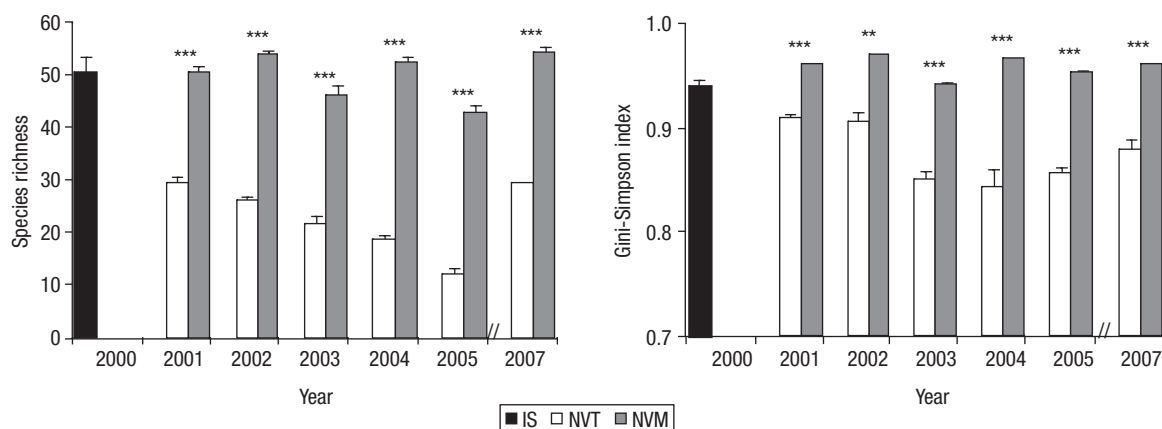 Species richness
60
50
40
30
20
10
0
*** *** *** *** *** ***
//
2000 2001 2002 2003 2004 2005 2007
Year
Gini-Simpson index
1.0
0.9
0.8
0.7
*** ** *** *** *** ***
//
2000 2001 2002 2003 2004 2005 2007
Year
IS NVT NVM